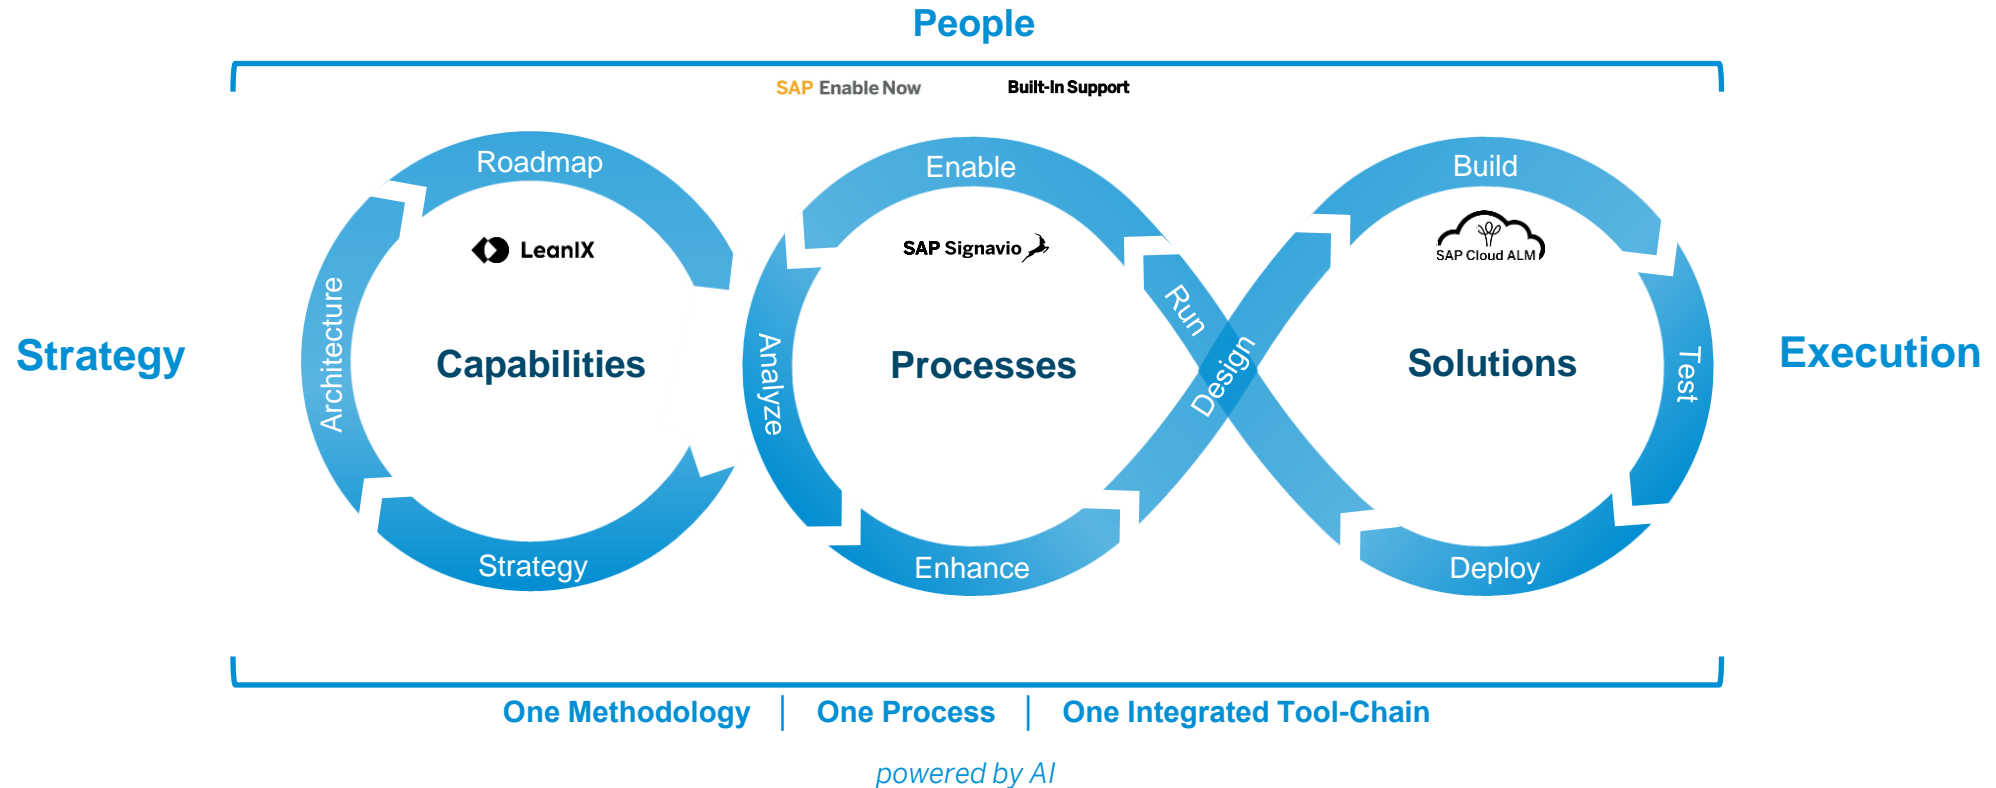 People
SAP Enable Now
Built-In Support
Roadmap
Enable
Build
LeanIX
SAP Signavio
SAP Cloud ALM
Architecture
Run
Strategy
Capabilities
Analyze
Processes
Design
Solutions
Test
Execution
Strategy
Enhance
Deploy
One Methodology | One Process | One Integrated Tool-Chain
powered by AI